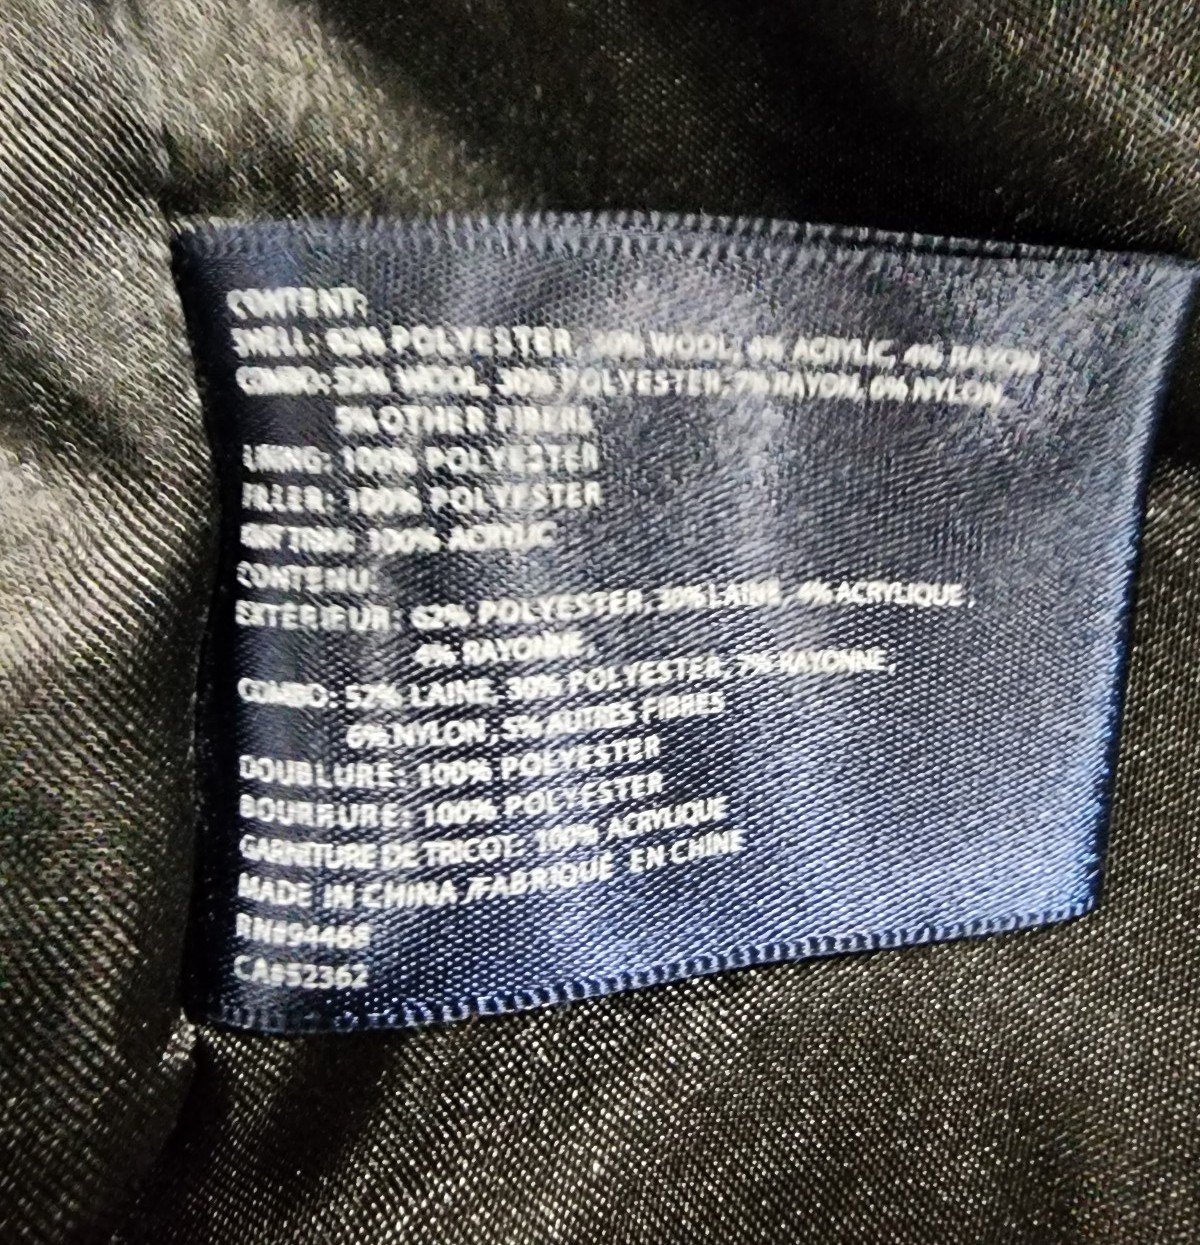 CONTENT:
SHELL: 62% POLYESTER, 30% WOOL, 4% ACRYLIC, 4% RAYON
COMBO: 52% WOOL, 30% POLYESTER, 7% RAYON, 6% NYLON,
5% OTHER FIBERS
LINING: 100% POLYESTER
FILLER: 100% POLYESTER
KNIT TRIM: 100% ACRYLIC
CONTENU:
EXTERIEUR: 62% POLYESTER, 30% LAINE, 4% ACRYLIQUE,
4% RAYONNE,
COMBO: 52% LAINE, 30% POLYESTER, 7% RAYONNE,
6% NYLON, 5% AUTRES FIBRES
DOUBLURE: 100% POLYESTER
BOURRURE: 100% POLYESTER
GARNITURE DE TRICOT: 100% ACRYLIQUE
MADE IN CHINA /FABRIQUÉ EN CHINE
RN#94468
CA#52362